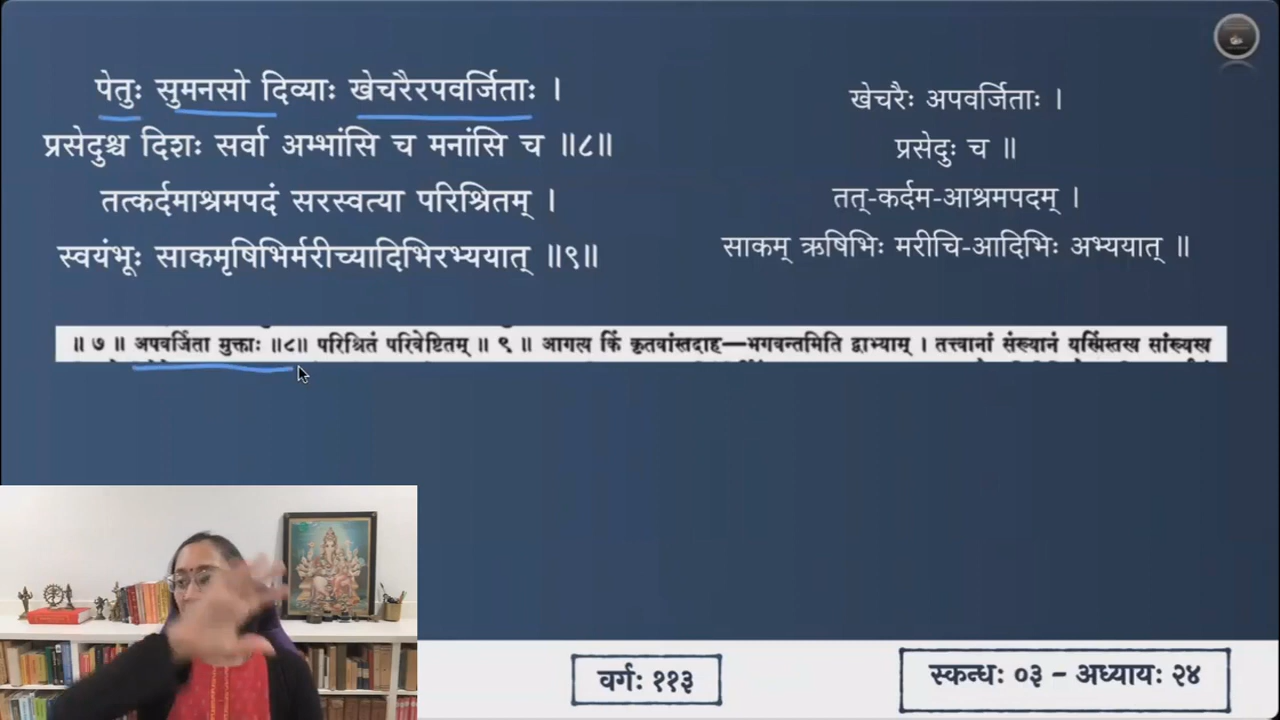 पेतुः सुमनसो दिव्याः खेचरैरपवर्जिताः ।
प्रसेदुश्च दिशः सर्वा अम्भांसि च मनांसि च ॥८॥
तत्कर्दमाश्रमपदं सरस्वत्या परिश्रितम् ।
स्वयंभूः साकमृषिभिर्मरीच्यादिभिरभ्ययात् ॥९॥
खेचरैः अपवर्जिताः ।
प्रसेदुः च ॥
तत्-कर्दम-आश्रमपदम् ।
साकम् ऋषिभिः मरीचि-आदिभिः अभ्ययात् ॥
॥ ७ ॥ अपवर्जिता मुक्ताः ॥८॥ परिश्रितं परिवेष्टितम् ॥ ९ ॥ आगत्य किं कृतवांस्तदाह—भगवन्तमिति द्वाभ्याम् । तत्त्वानां संख्यानं यस्मिंस्तस्य सांख्यस्य
वर्गः ११३
स्कन्धः ०३ - अध्यायः २४